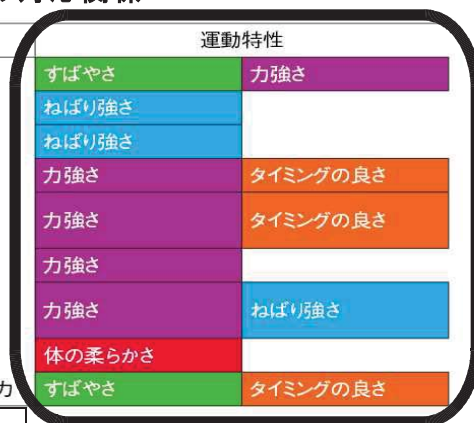 運動特性
すばやさ 力強さ
ねばり強さ
ねばり強さ
力強さ タイミングの良さ
力強さ タイミングの良さ
力強さ
力強さ ねばり強さ
体の柔らかさ
力 すばやさ タイミングの良さ